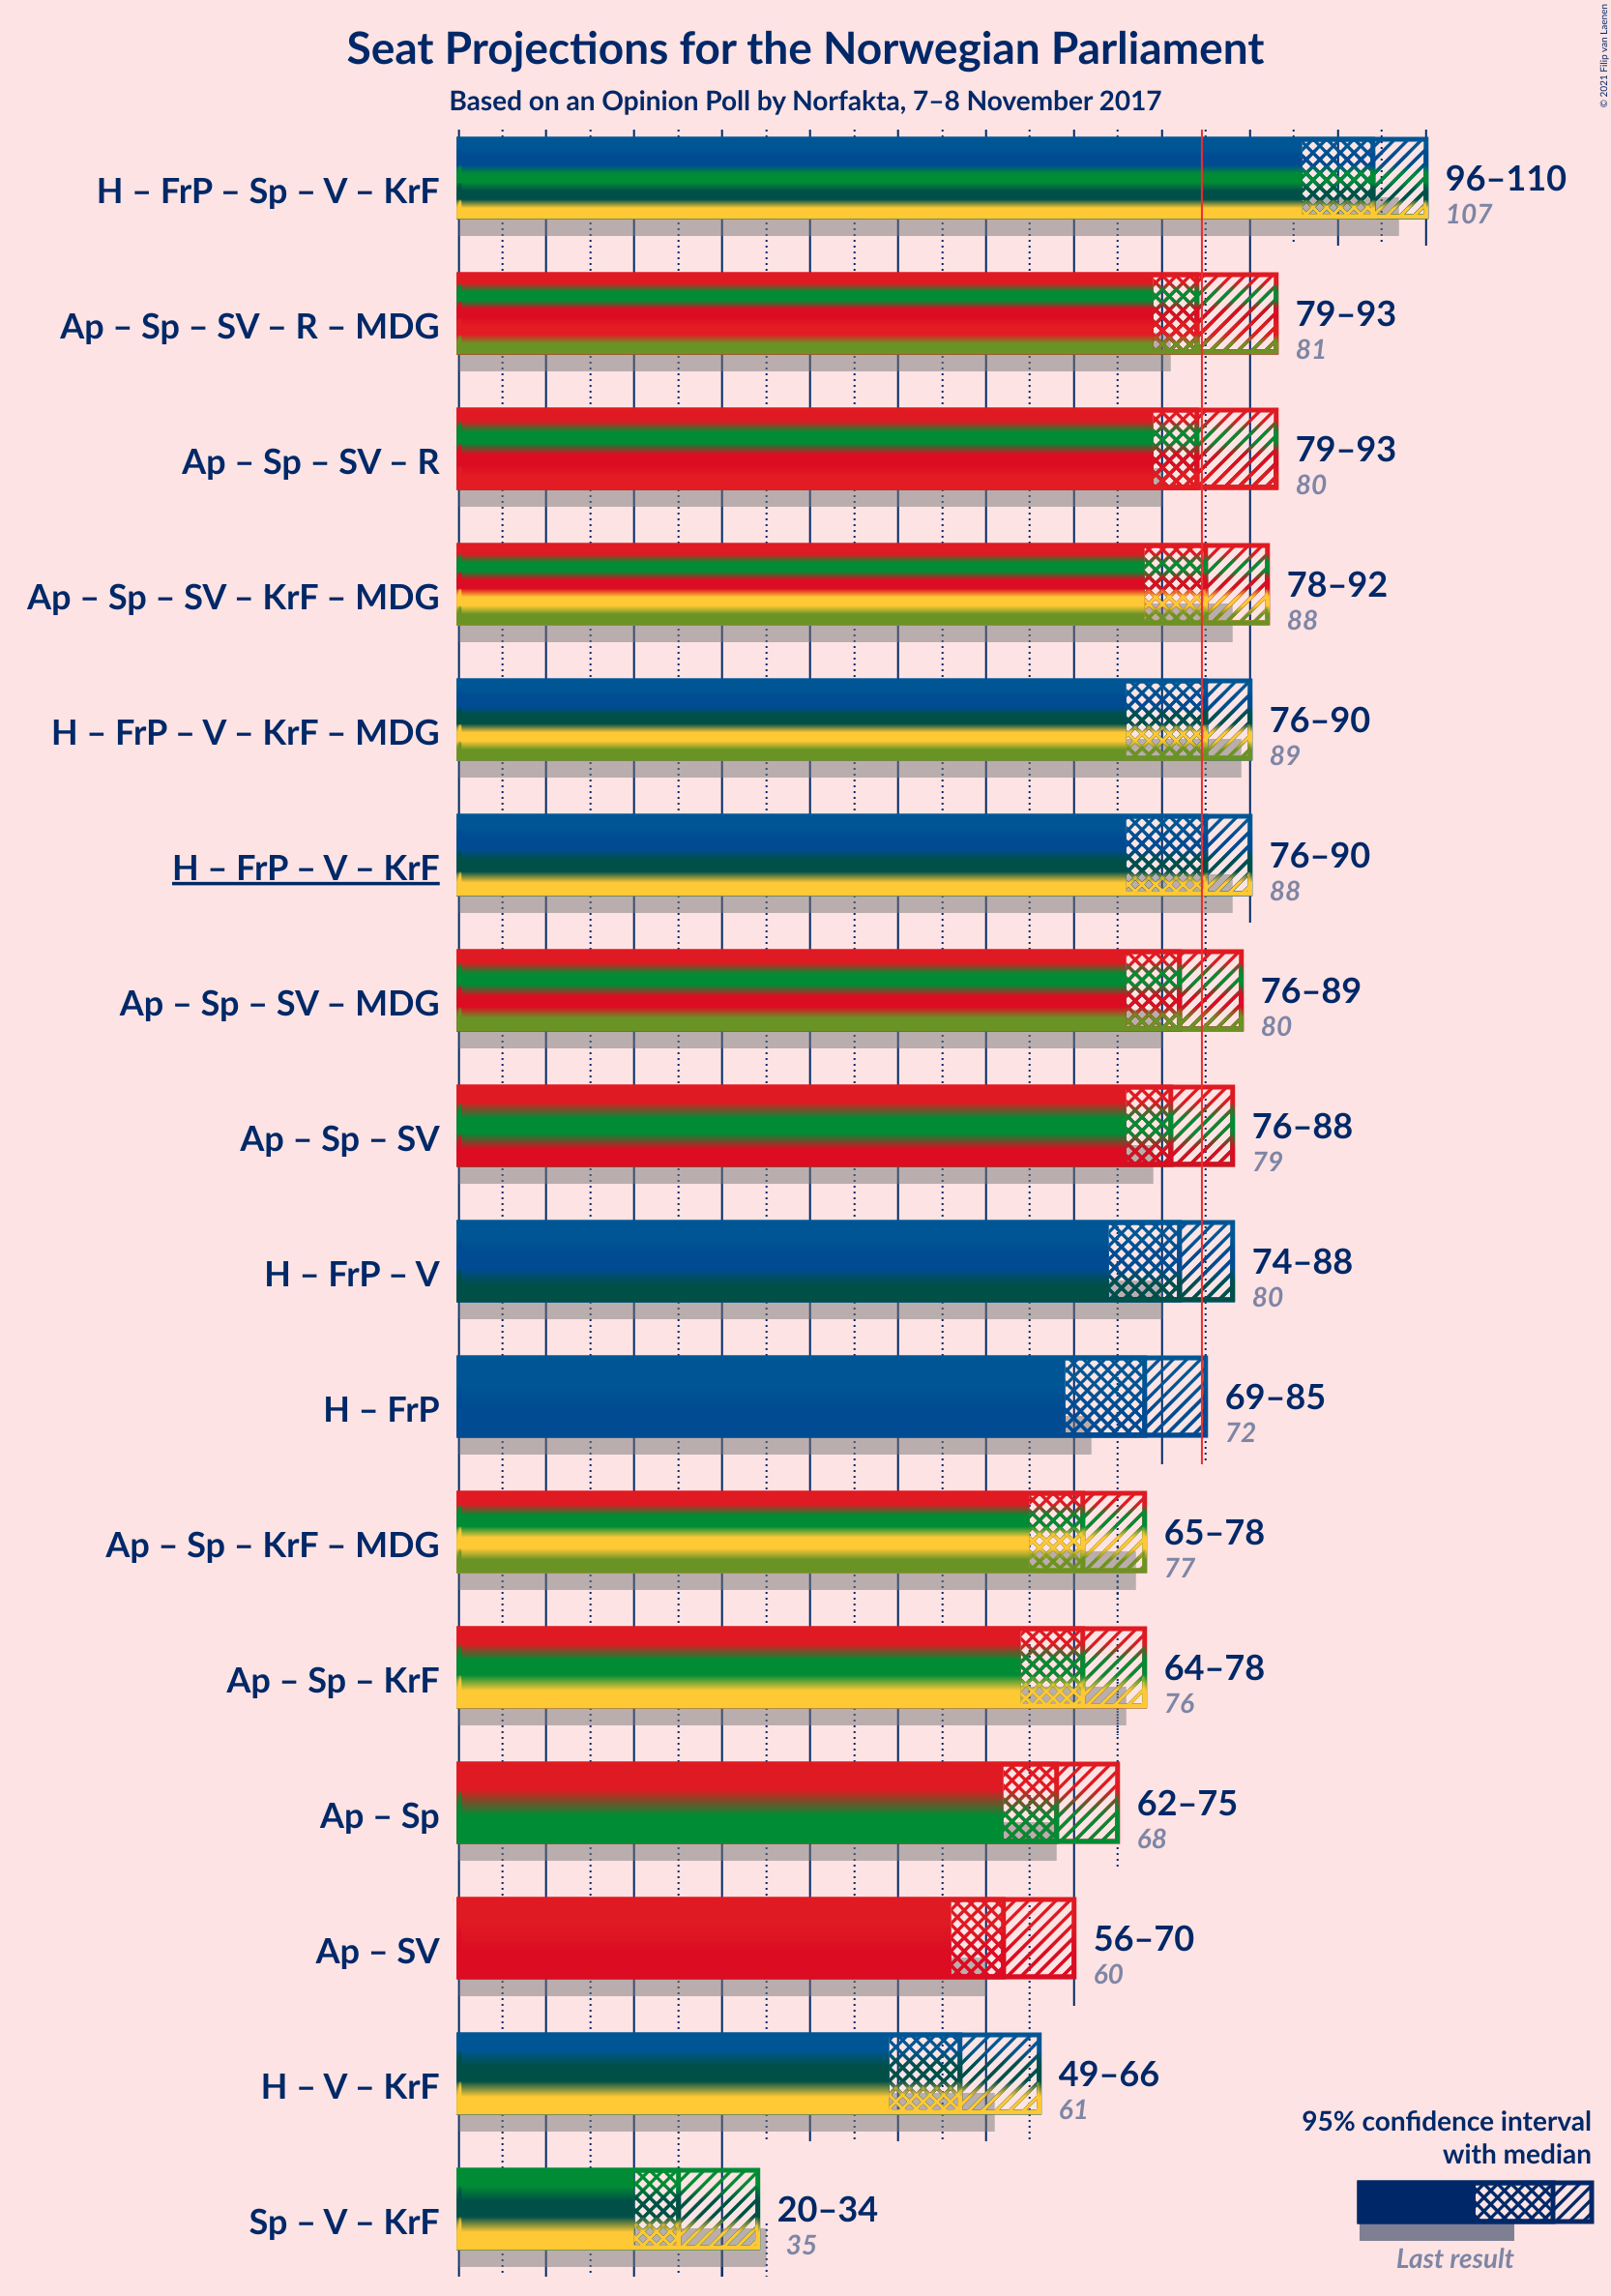 Seat Projections for the Norwegian Parliament
Based on an Opinion Poll by Norfakta, 7–8 November 2017
© 2021 Filip van Laenen
H – FrP – Sp – V – KrF
96–110
107
Ap – Sp – SV – R – MDG
79–93
81
Ap – Sp – SV – R
79–93
80
Ap – Sp – SV – KrF – MDG
78–92
88
H – FrP – V – KrF – MDG
76–90
89
H – FrP – V – KrF
76–90
88
Ap – Sp – SV – MDG
76–89
80
Ap – Sp – SV
76–88
79
H – FrP – V
74–88
80
H – FrP
69–85
72
Ap – Sp – KrF – MDG
65–78
77
Ap – Sp – KrF
64–78
76
Ap – Sp
62–75
68
Ap – SV
56–70
60
H – V – KrF
49–66
61
Sp – V – KrF
20–34
35
95% confidence interval
with median
Last result